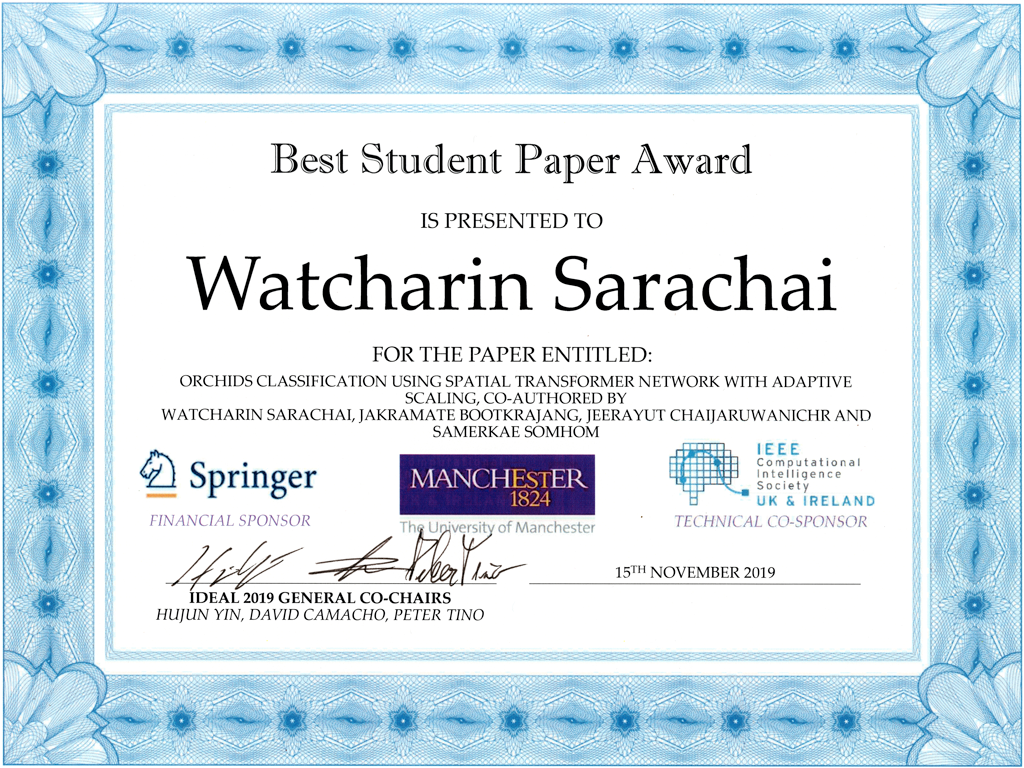 Best Student Paper Award
IS PRESENTED TO
Watcharin Sarachai
FOR THE PAPER ENTITLED:
ORCHIDS CLASSIFICATION USING SPATIAL TRANSFORMER NETWORK WITH ADAPTIVE
SCALING, CO-AUTHORED BY
WATCHARIN SARACHAI, JAKRAMATE BOOTKRAJANG, JEERAYUT CHAIJARUWANICHR AND
SAMERKAE SOMHOM
Springer
FINANCIAL SPONSOR
MANCHESTER
1824
The University of Manchester
IEEE
Computational
Intelligence
Society
UK & IRELAND
TECHNICAL CO-SPONSOR
Peter Tino
15TH NOVEMBER 2019
IDEAL 2019 GENERAL CO-CHAIRS
HUJUN YIN, DAVID CAMACHO, PETER TINO